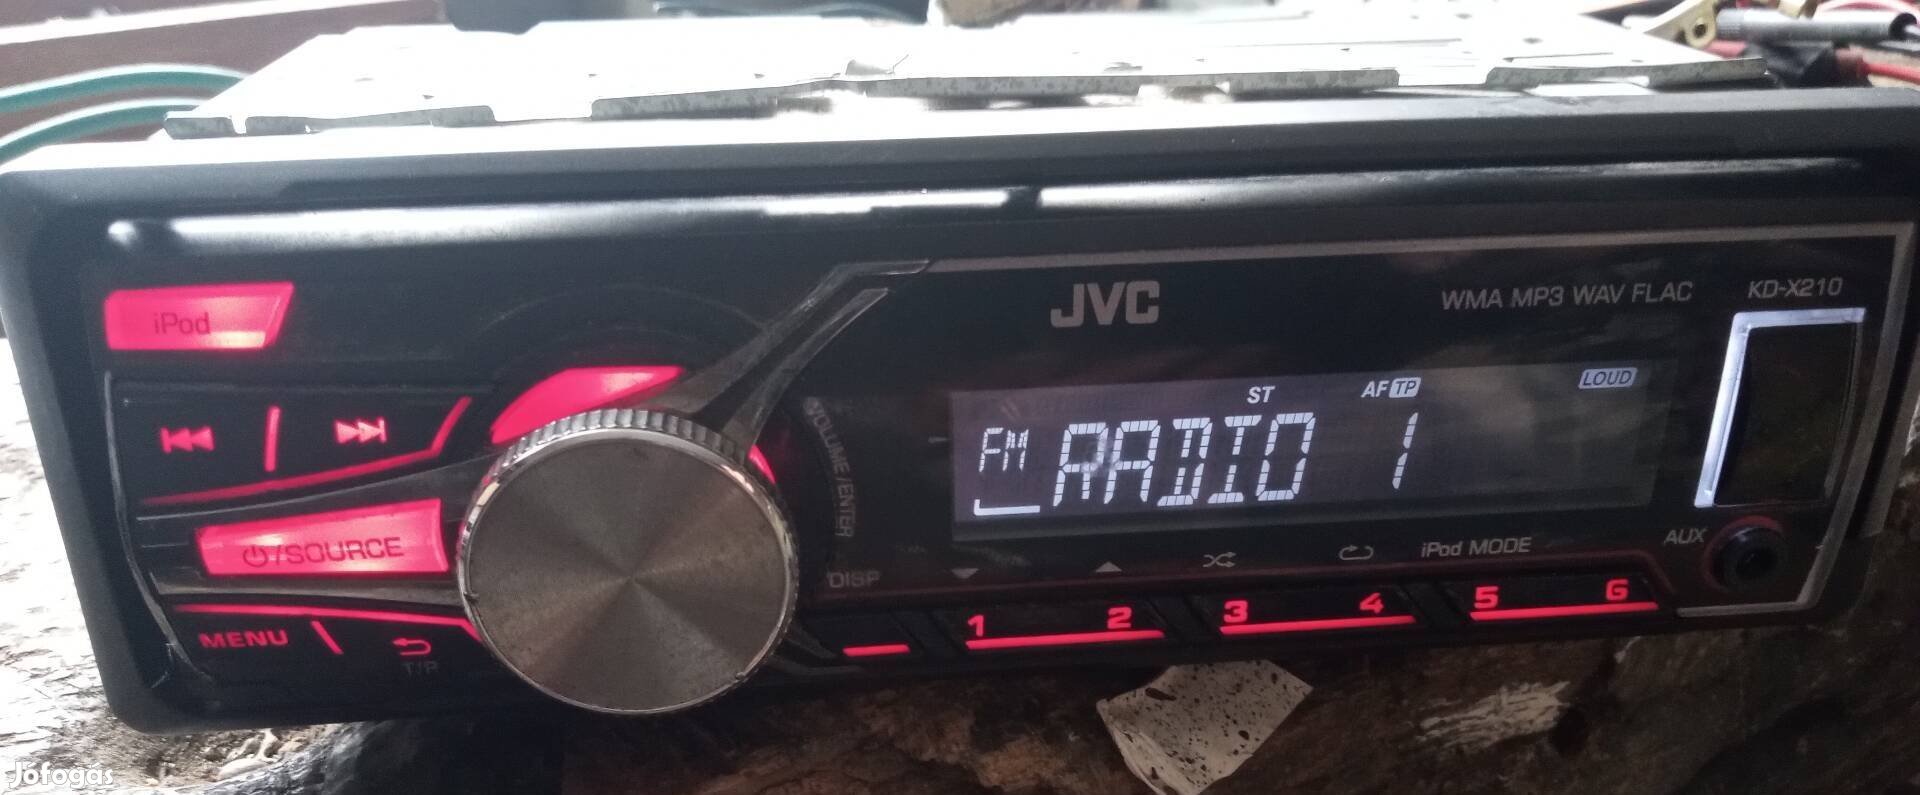 JVC
WMA MP3 WAV FLAC
KD-X210
iPod
ST
AF TP
LOUD
FM RADIO 1
VOLUME/ENTER
/SOURCE
AUX
iPod MODE
DISP
1 2 3 4 5 6
MENU
T/P
Jófogás